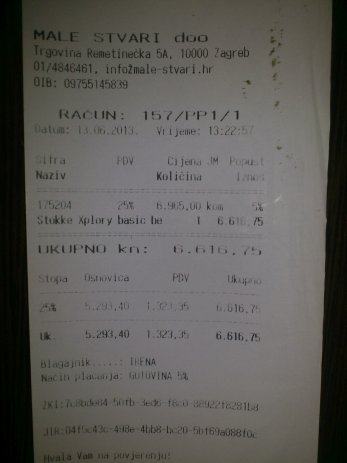 MALE STVARI doo
Trgovina Remetinečka 5A, 10000 Zagreb
01/4846461, info@male-stvari.hr
OIB: 09755145839
RAČUN: 157/PP1/1
Datum: 13.06.2013. Vrijeme: 13:22:57
Šifra PDV Cijena JM Popust
Naziv Količina Iznos
175204 25% 6.965,00 kom 5%
Stokke Xplory basic be 1 6.616,75
UKUPNO kn: 6.616,75
Stopa Osnovica PDV Ukupno
25% 5.293,40 1.323,35 6.616,75
Uk. 5.293,40 1.323,35 6.616,75
Blagajnik.....: IRENA
Način plaćanja: GOTOVINA 5%
ZKI:
JIR:
Hvala Vam na povjerenju!